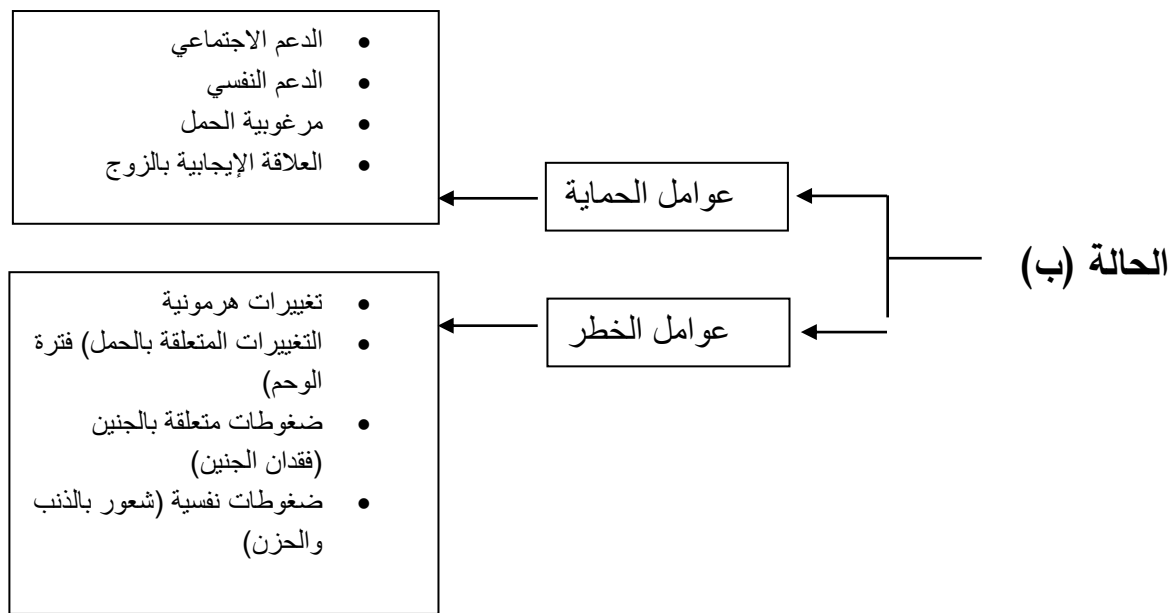 الحالة (ب)
عوامل الحماية
• الدعم الاجتماعي
• الدعم النفسي
• مرغوبية الحمل
• العلاقة الإيجابية بالزوج
عوامل الخطر
• تغييرات هرمونية
• التغييرات المتعلقة بالحمل) فترة
الوحم)
• ضغوطات متعلقة بالجنين
(فقدان الجنين)
• ضغوطات نفسية (شعور بالذنب
والحزن)